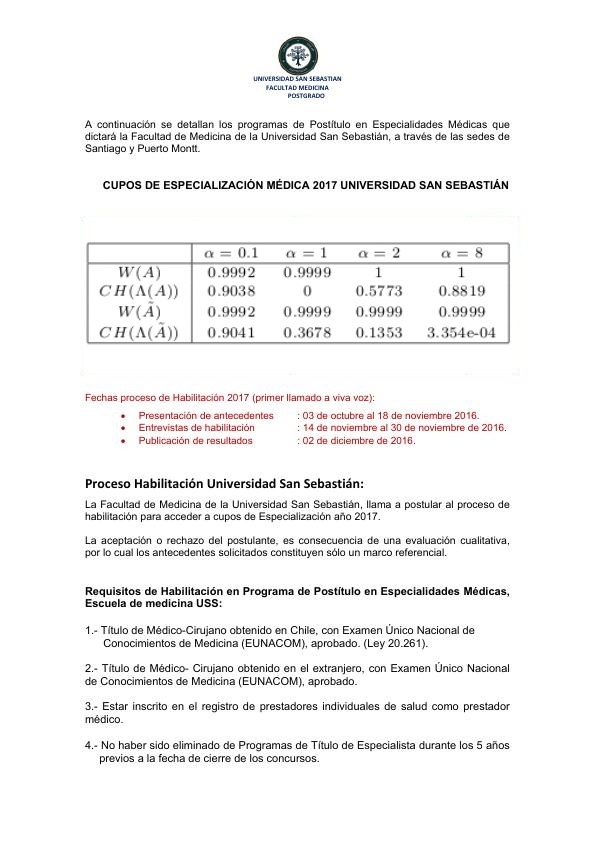 UNIVERSIDAD SAN SEBASTIAN
FACULTAD MEDICINA
POSTGRADO
A continuación se detallan los programas de Postítulo en Especialidades Médicas que
dictará la Facultad de Medicina de la Universidad San Sebastián, a través de las sedes de
Santiago y Puerto Montt.
CUPOS DE ESPECIALIZACIÓN MÉDICA 2017 UNIVERSIDAD SAN SEBASTIÁN
α = 0.1 α = 1 α = 2 α = 8
W(A) 0.9992 0.9999 1 1
CH(Λ(A)) 0.9038 0 0.5773 0.8819
W(Ã) 0.9992 0.9999 0.9999 0.9999
CH(Λ(Ã)) 0.9041 0.3678 0.1353 3.354e-04
Fechas proceso de Habilitación 2017 (primer llamado a viva voz):
• Presentación de antecedentes : 03 de octubre al 18 de noviembre 2016.
• Entrevistas de habilitación : 14 de noviembre al 30 de noviembre de 2016.
• Publicación de resultados : 02 de diciembre de 2016.
Proceso Habilitación Universidad San Sebastián:
La Facultad de Medicina de la Universidad San Sebastián, llama a postular al proceso de
habilitación para acceder a cupos de Especialización año 2017.
La aceptación o rechazo del postulante, es consecuencia de una evaluación cualitativa,
por lo cual los antecedentes solicitados constituyen sólo un marco referencial.
Requisitos de Habilitación en Programa de Postítulo en Especialidades Médicas,
Escuela de medicina USS:
1.- Título de Médico-Cirujano obtenido en Chile, con Examen Único Nacional de
Conocimientos de Medicina (EUNACOM), aprobado. (Ley 20.261).
2.- Título de Médico- Cirujano obtenido en el extranjero, con Examen Único Nacional
de Conocimientos de Medicina (EUNACOM), aprobado.
3.- Estar inscrito en el registro de prestadores individuales de salud como prestador
médico.
4.- No haber sido eliminado de Programas de Título de Especialista durante los 5 años
previos a la fecha de cierre de los concursos.